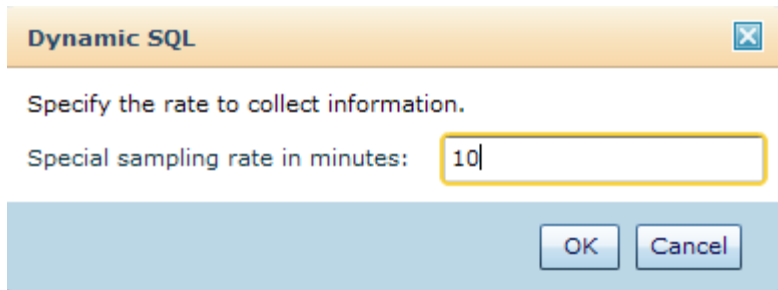 Dynamic SQL
Specify the rate to collect information.
Special sampling rate in minutes: 10
OK Cancel